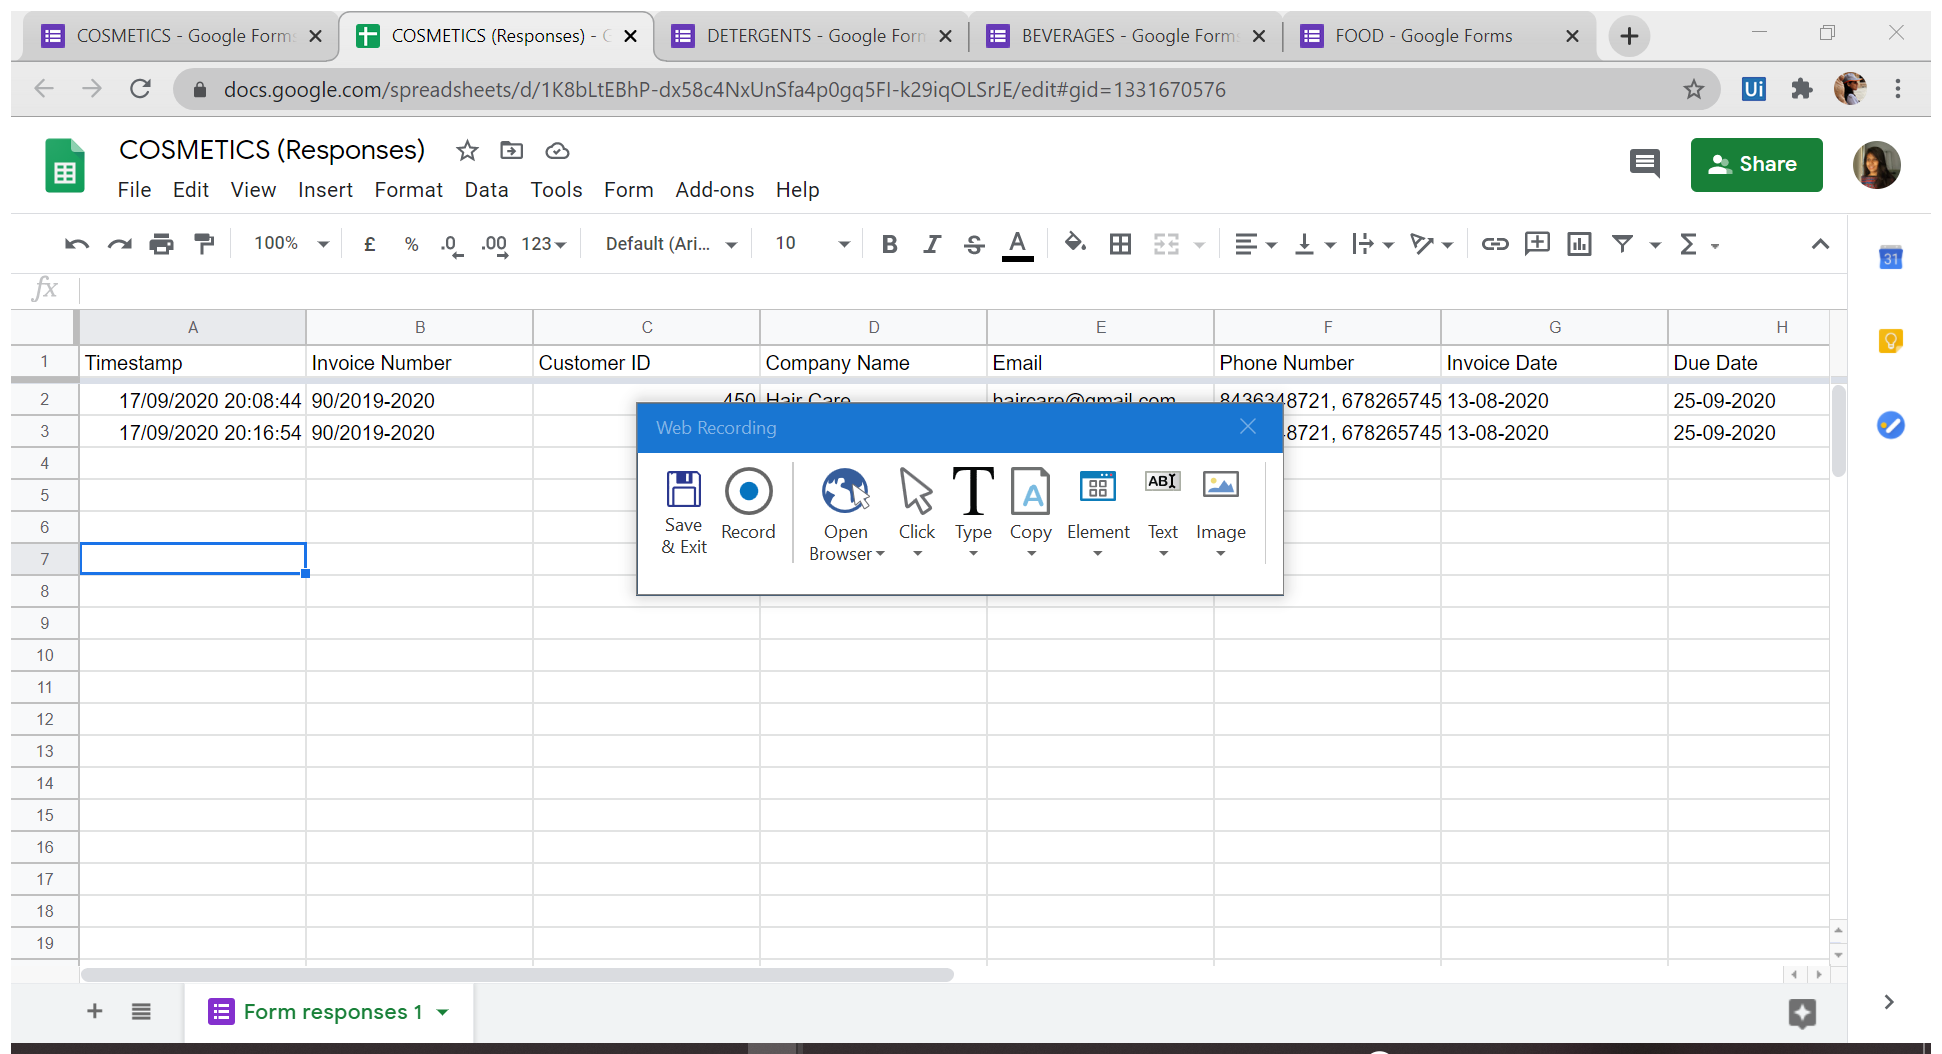 COSMETICS - Google Forms
COSMETICS (Responses) - G
DETERGENTS - Google Forn
BEVERAGES - Google Forms
FOOD - Google Forms
docs.google.com/spreadsheets/d/1K8bLtEBhP-dx58c4NxUnSfa4p0gq5FI-k29iqOLSrJE/edit#gid=1331670576
Ui
COSMETICS (Responses)
File Edit View Insert Format Data Tools Form Add-ons Help
Share
100% £ % .0 .00 123 Default (Ari... 10 B I S A Σ
31
fx
A B C D E F G H
1 Timestamp Invoice Number Customer ID Company Name Email Phone Number Invoice Date Due Date
2 17/09/2020 20:08:44 90/2019-2020 450 Hair Care haircare@gmail.com 8436348721, 678265745 13-08-2020 25-09-2020
3 17/09/2020 20:16:54 90/2019-2020 8721, 678265745 13-08-2020 25-09-2020
Web Recording
Save & Exit
Record
Open Browser
Click
Type
Copy
Element
ABI
Text
Image
4
5
6
7
8
9
10
11
12
13
14
15
16
17
18
19
Form responses 1